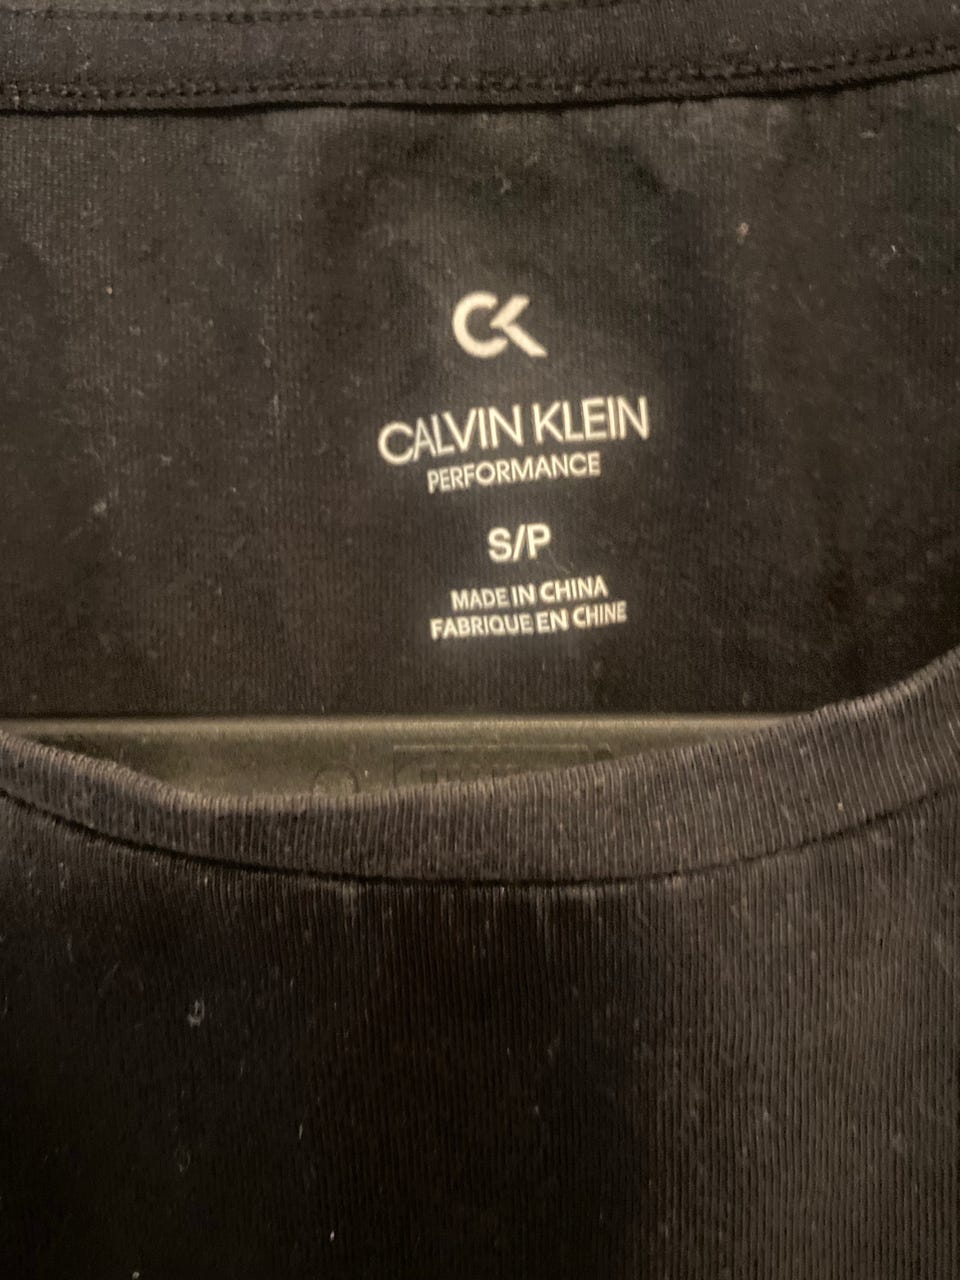 CK
CALVIN KLEIN
PERFORMANCE
S/P
MADE IN CHINA
FABRIQUE EN CHINE